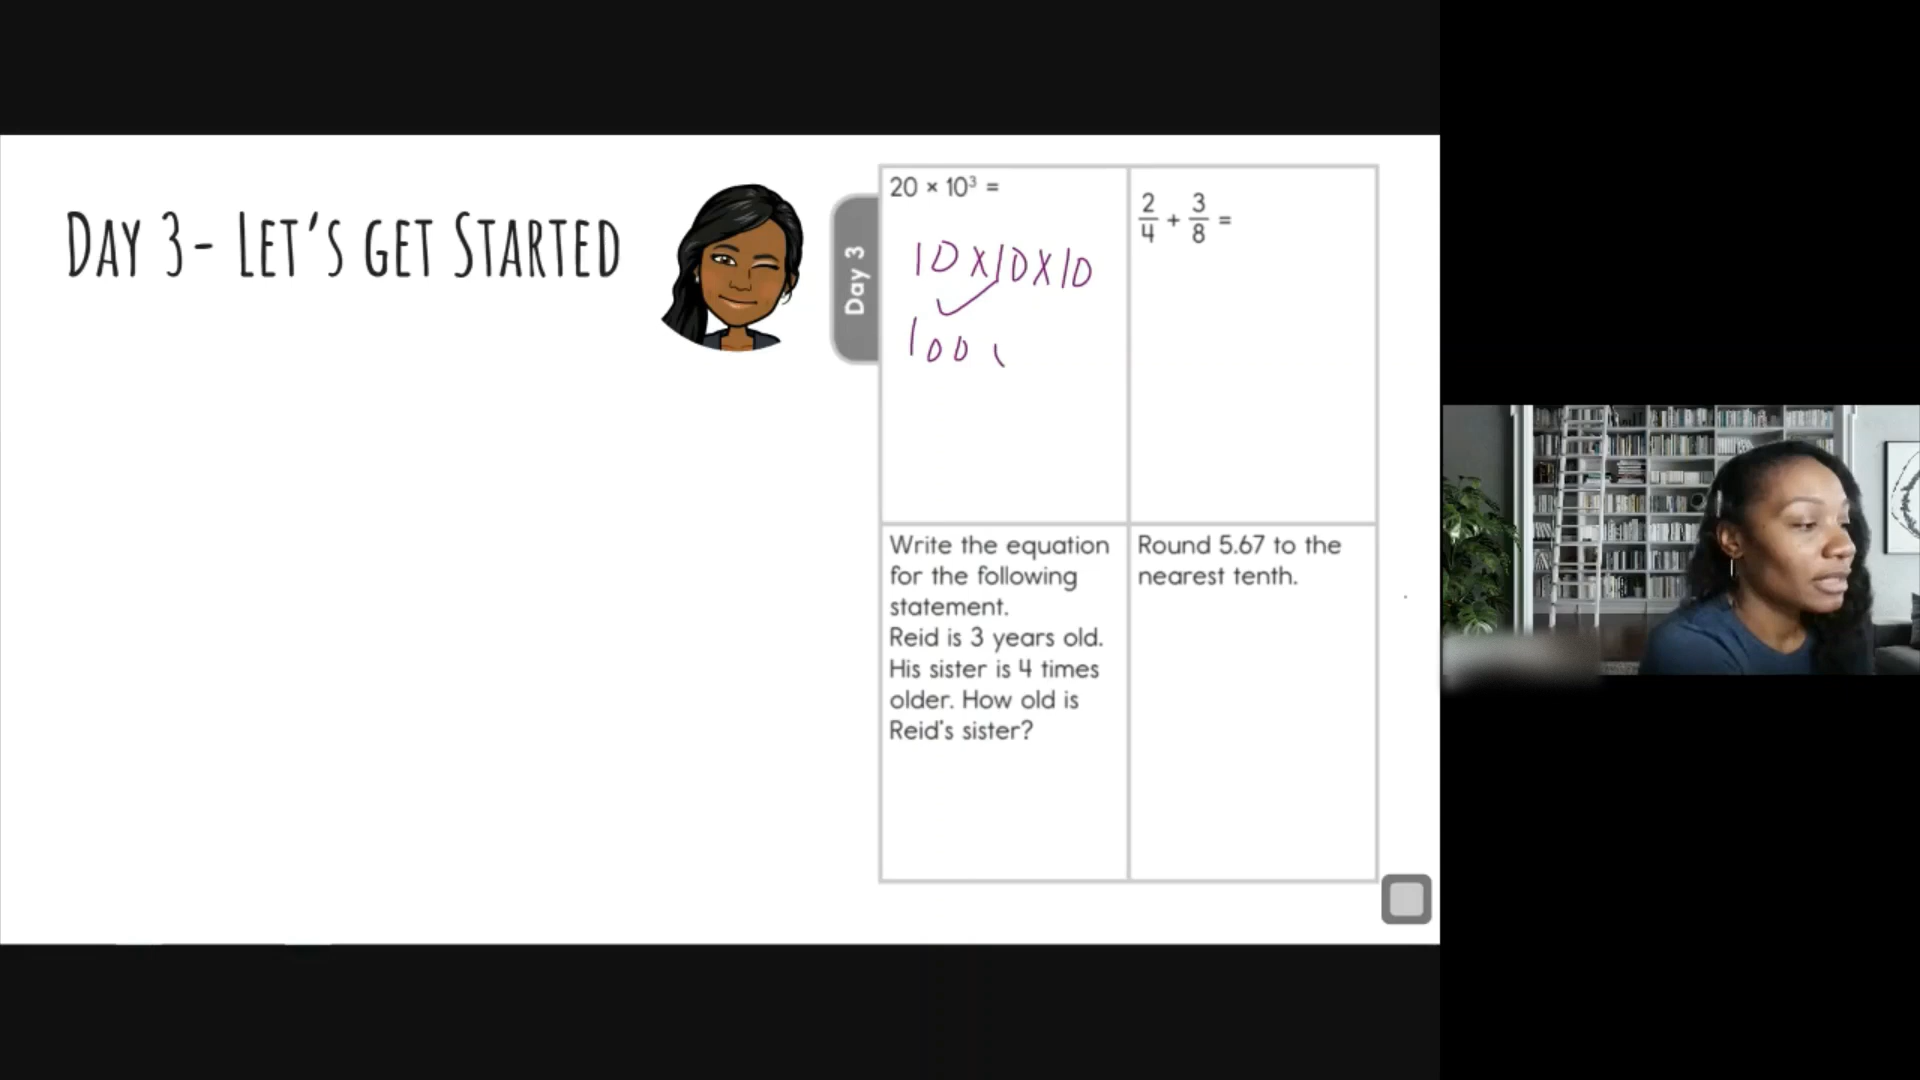 DAY 3- LET'S GET STARTED
Day 3
20 × 10³ =
10 x 10 x 10
100
2/4 + 3/8 =
Write the equation
for the following
statement.
Reid is 3 years old.
His sister is 4 times
older. How old is
Reid's sister?
Round 5.67 to the
nearest tenth.